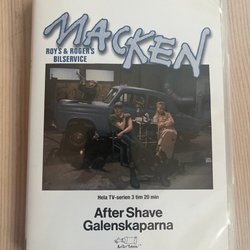 MACKEN
ROY'S & ROGER'S
BILSERVICE
Hela TV-serien 3 tim 20 min
After Shave
Galenskaparna